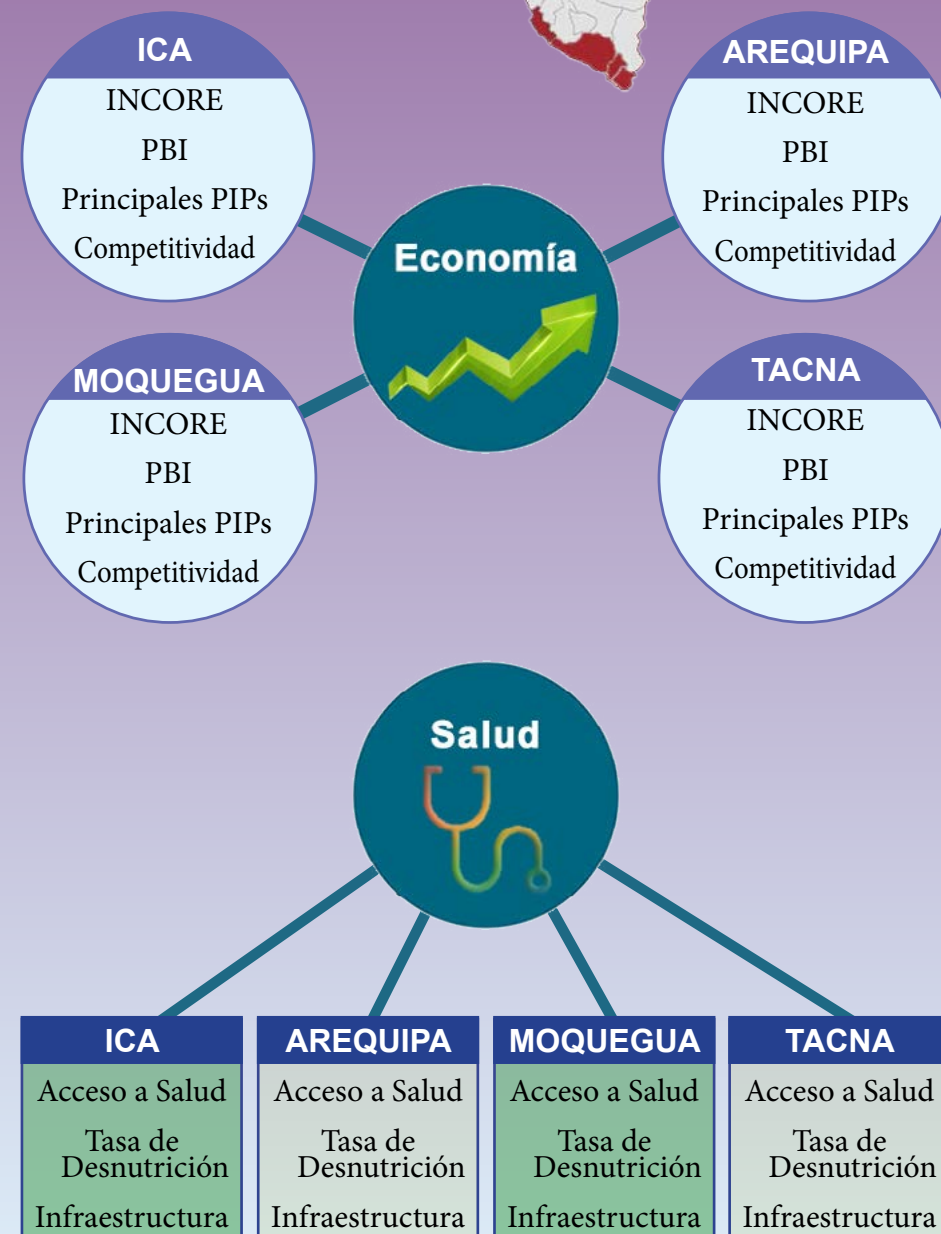 ICA
INCORE
PBI
Principales PIPs
Competitividad
AREQUIPA
INCORE
PBI
Principales PIPs
Competitividad
Economía
MOQUEGUA
INCORE
PBI
Principales PIPs
Competitividad
TACNA
INCORE
PBI
Principales PIPs
Competitividad
Salud
ICA
Acceso a Salud
Tasa de
Desnutrición
Infraestructura
AREQUIPA
Acceso a Salud
Tasa de
Desnutrición
Infraestructura
MOQUEGUA
Acceso a Salud
Tasa de
Desnutrición
Infraestructura
TACNA
Acceso a Salud
Tasa de
Desnutrición
Infraestructura